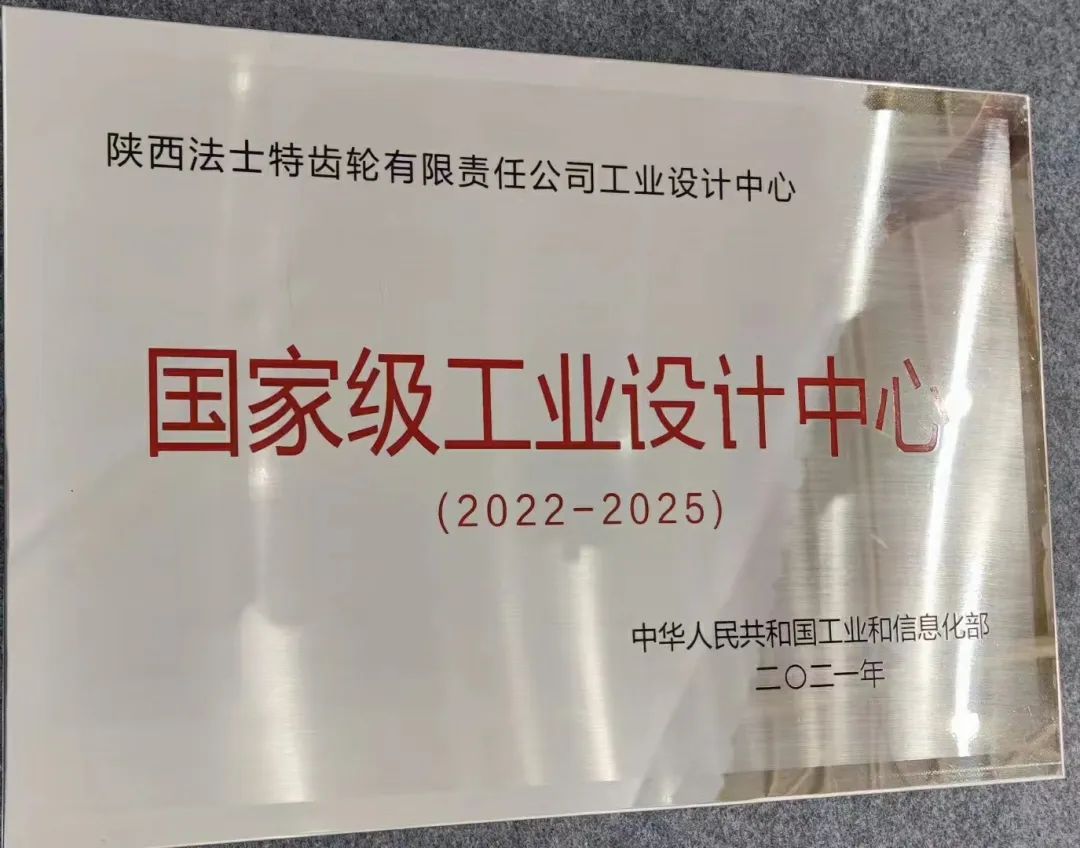 陕西法士特齿轮有限责任公司工业设计中心
国家级工业设计中心
(2022-2025)
中华人民共和国工业和信息化部
二〇二一年